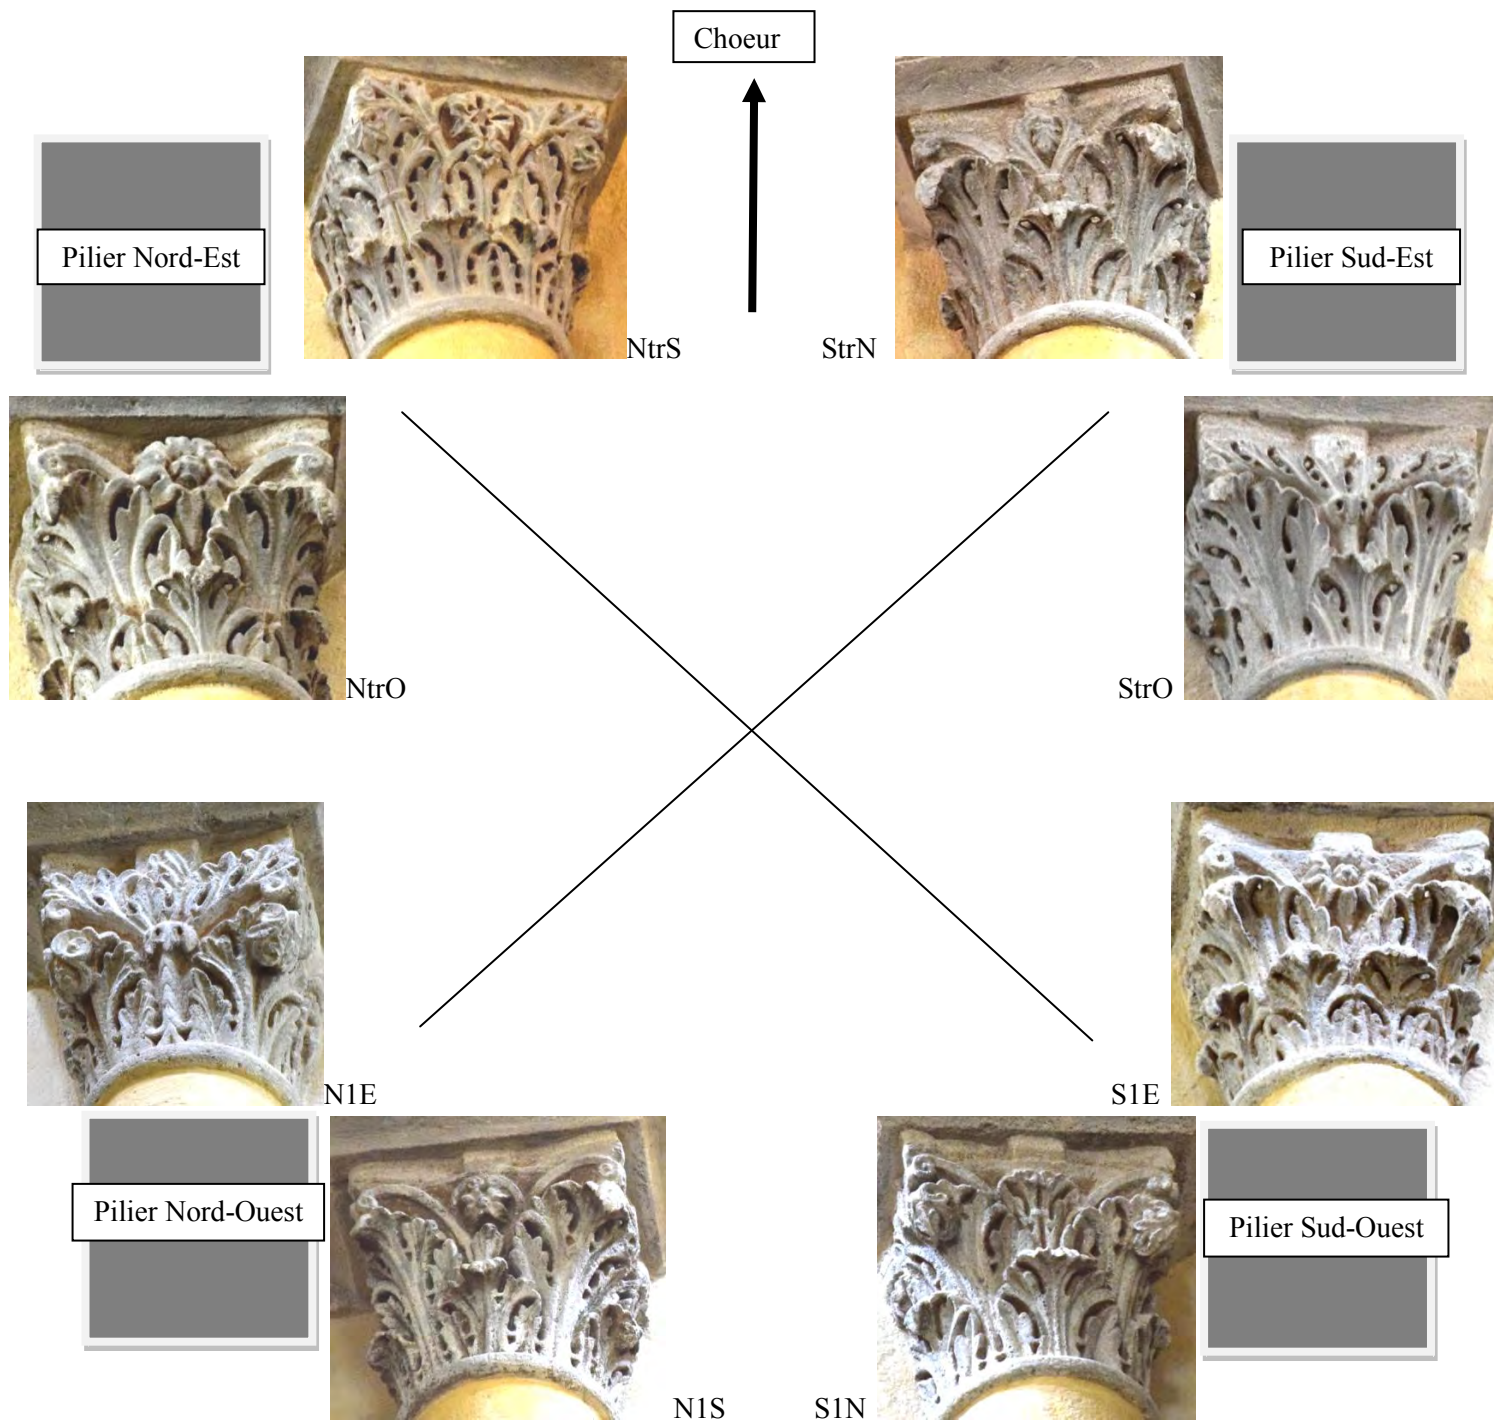 Choeur
Pilier Nord-Est
Pilier Sud-Est
NtrS
StrN
NtrO
StrO
N1E
S1E
Pilier Nord-Ouest
Pilier Sud-Ouest
N1S
S1N